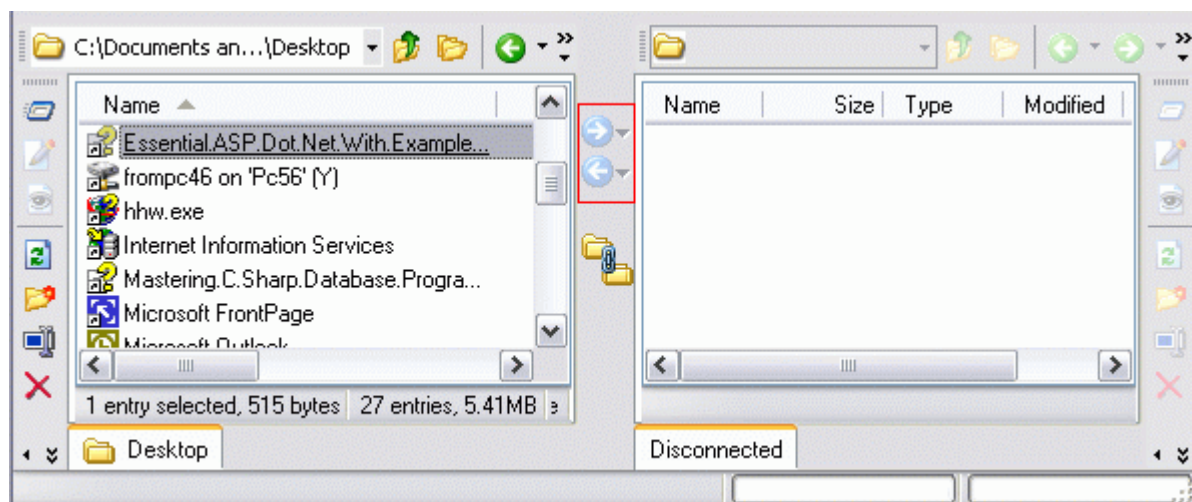 C:\Documents an...\Desktop
Name
Essential.ASP.Dot.Net.With.Example...
frompc46 on 'Pc56' (Y)
hhw.exe
Internet Information Services
Mastering.C.Sharp.Database.Progra...
Microsoft FrontPage
Microsoft Outlook
1 entry selected, 515 bytes 27 entries, 5.41MB
Desktop
Name Size Type Modified
Disconnected